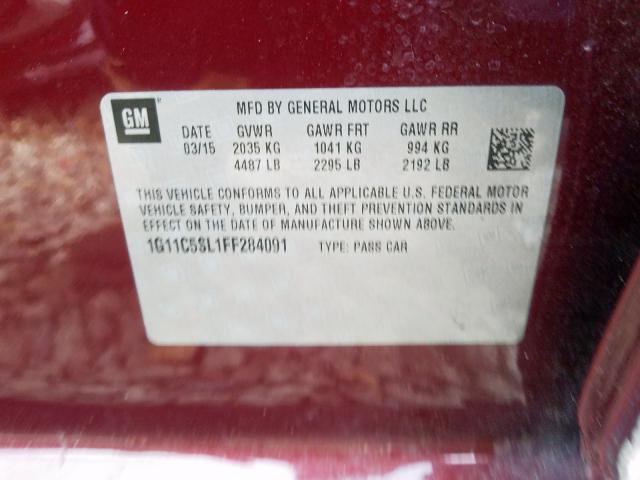 GM
MFD BY GENERAL MOTORS LLC
DATE GVWR GAWR FRT GAWR RR
03/15 2035 KG 1041 KG 994 KG
4487 LB 2295 LB 2192 LB
THIS VEHICLE CONFORMS TO ALL APPLICABLE U.S. FEDERAL MOTOR
VEHICLE SAFETY, BUMPER, AND THEFT PREVENTION STANDARDS IN
EFFECT ON THE DATE OF MANUFACTURE SHOWN ABOVE.
1G11C5SL1FF284091 TYPE: PASS CAR